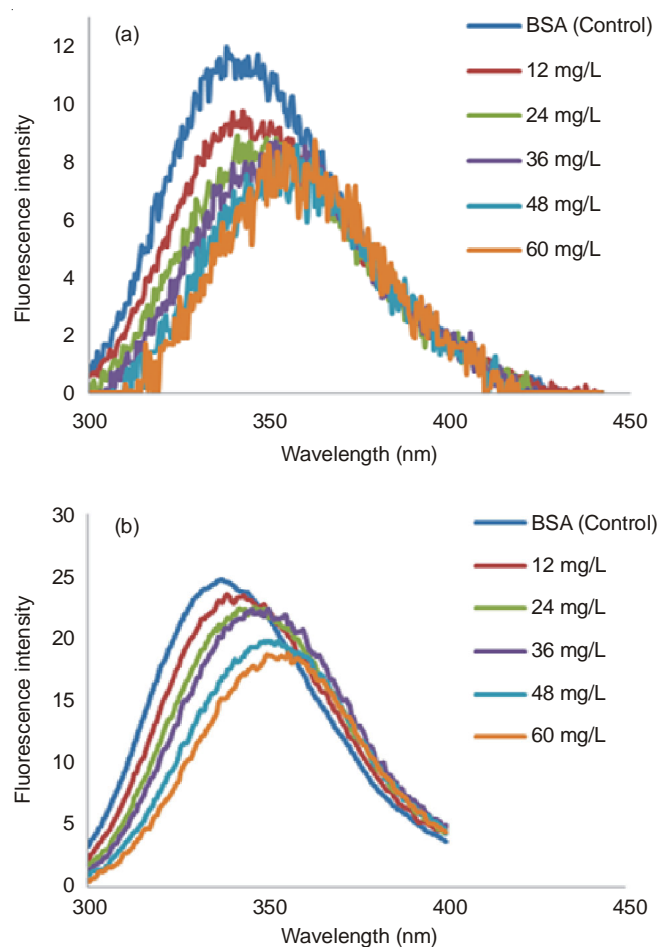 (a)
12
10
8
6
4
2
0
Fluorescence intensity
300
350
400
450
Wavelength (nm)
BSA (Control)
12 mg/L
24 mg/L
36 mg/L
48 mg/L
60 mg/L
(b)
30
25
20
15
10
5
0
Fluorescence intensity
300
350
400
450
Wavelength (nm)
BSA (Control)
12 mg/L
24 mg/L
36 mg/L
48 mg/L
60 mg/L